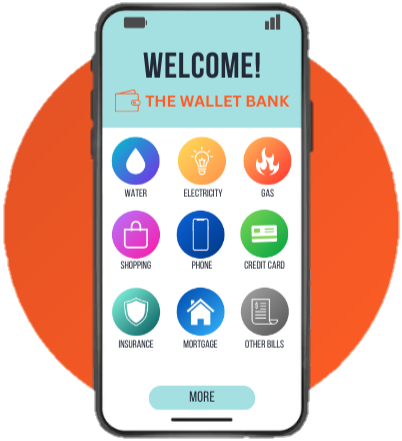 WELCOME!
THE WALLET BANK
WATER ELECTRICITY GAS
SHOPPING PHONE CREDIT CARD
INSURANCE MORTGAGE OTHER BILLS
MORE